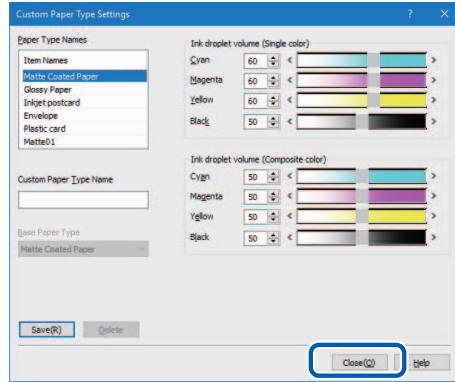 Custom Paper Type Settings
? ×
Paper Type Names
Item Names
Matte Coated Paper
Glossy Paper
Inkjet postcard
Envelope
Plastic card
Matte01
Custom Paper Type Name
Base Paper Type
Matte Coated Paper
Save(R) Delete
Ink droplet volume (Single color)
Cyan 60 < >
Magenta 60 < >
Yellow 60 < >
Black 50 < >
Ink droplet volume (Composite color)
Cyan 50 < >
Magenta 50 < >
Yellow 50 < >
Black 50 < >
Close(O) Help